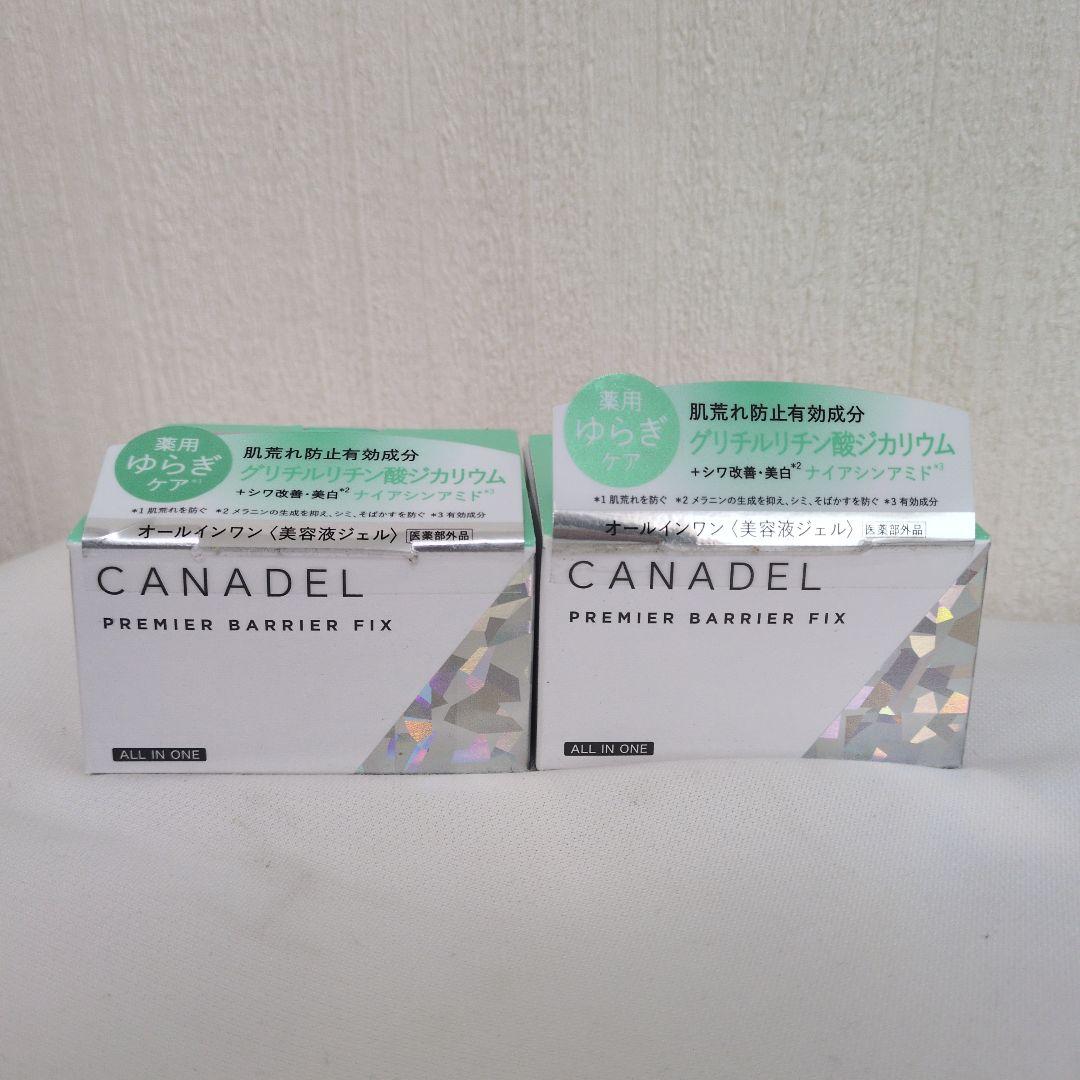 薬用
ゆらぎ
ケア*1
肌荒れ防止有効成分
グリチルリチン酸ジカリウム
+シワ改善・美白*2 ナイアシンアミド*3
*1 肌荒れを防ぐ *2 メラニンの生成を抑え、シミ、そばかすを防ぐ *3 有効成分
オールインワン〈美容液ジェル〉 医薬部外品
CANADEL
PREMIER BARRIER FIX
ALL IN ONE
薬用
ゆらぎ
ケア
肌荒れ防止有効成分
グリチルリチン酸ジカリウム
+シワ改善・美白*2 ナイアシンアミド*3
*1 肌荒れを防ぐ *2 メラニンの生成を抑え、シミ、そばかすを防ぐ *3 有効成分
オールインワン〈美容液ジェル〉 医薬部外品
CANADEL
PREMIER BARRIER FIX
ALL IN ONE